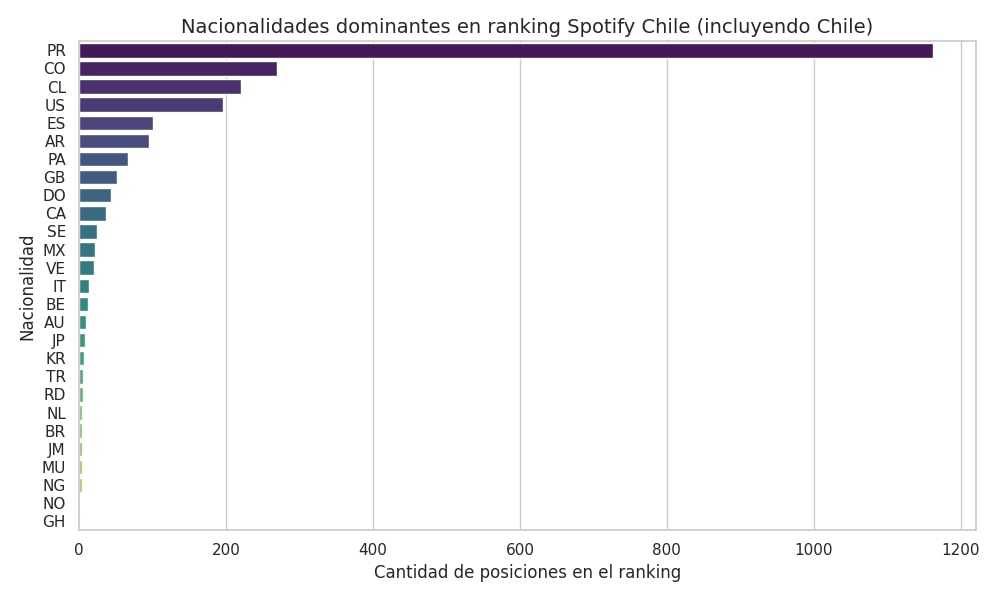 Nacionalidades dominantes en ranking Spotify Chile (incluyendo Chile)
Nacionalidad
PR
CO
CL
US
ES
AR
PA
GB
DO
CA
SE
MX
VE
IT
BE
AU
JP
KR
TR
RD
NL
BR
JM
MU
NG
NO
GH
0 200 400 600 800 1000 1200
Cantidad de posiciones en el ranking